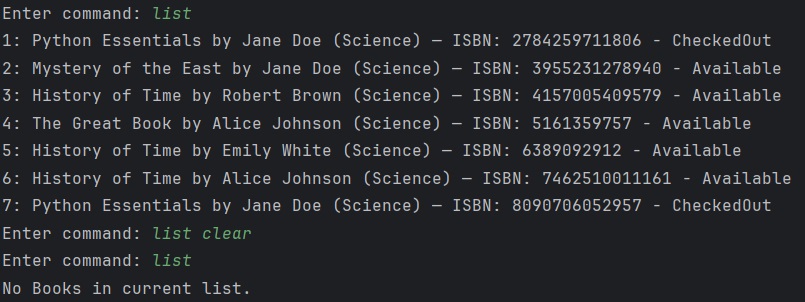 Enter command: list
1: Python Essentials by Jane Doe (Science) — ISBN: 2784259711806 - CheckedOut
2: Mystery of the East by Jane Doe (Science) — ISBN: 3955231278940 - Available
3: History of Time by Robert Brown (Science) — ISBN: 4157005409579 - Available
4: The Great Book by Alice Johnson (Science) — ISBN: 5161359757 - Available
5: History of Time by Emily White (Science) — ISBN: 6389092912 - Available
6: History of Time by Alice Johnson (Science) — ISBN: 7462510011161 - Available
7: Python Essentials by Jane Doe (Science) — ISBN: 8090706052957 - CheckedOut
Enter command: list clear
Enter command: list
No Books in current list.